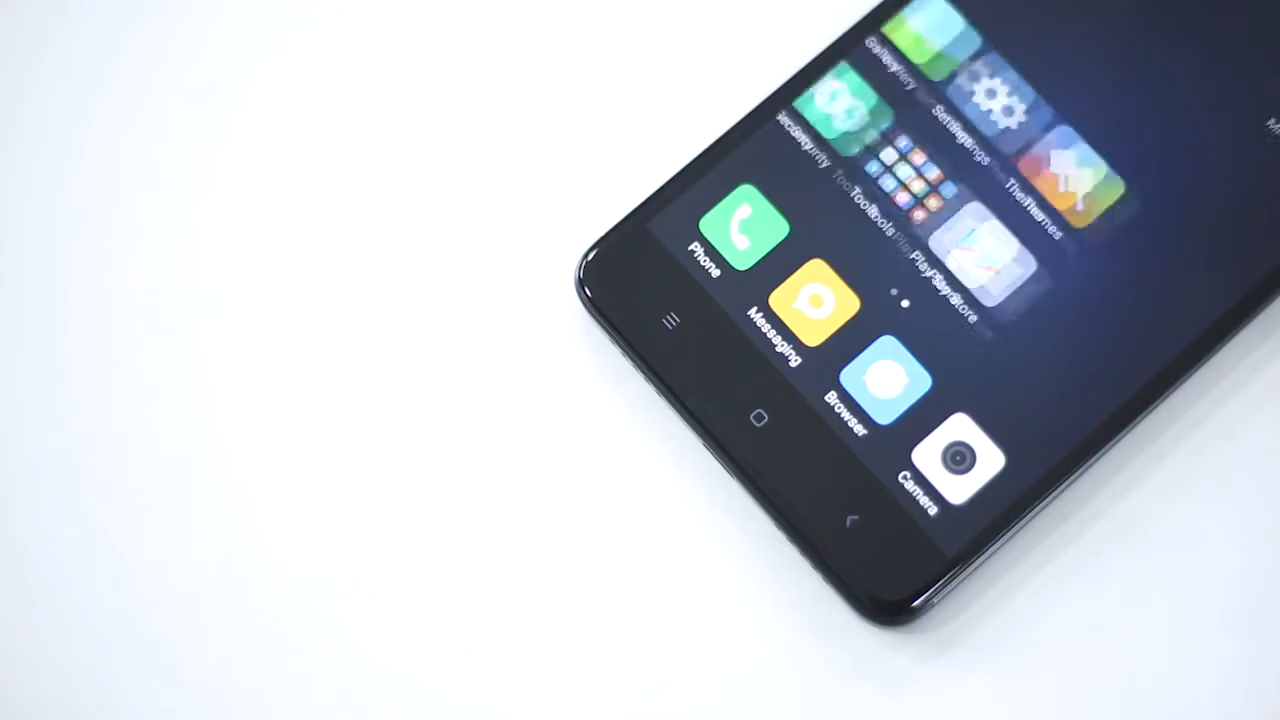 Gallery
Settings
Themes
Security
Tools
Play Store
Phone
Messaging
Browser
Camera